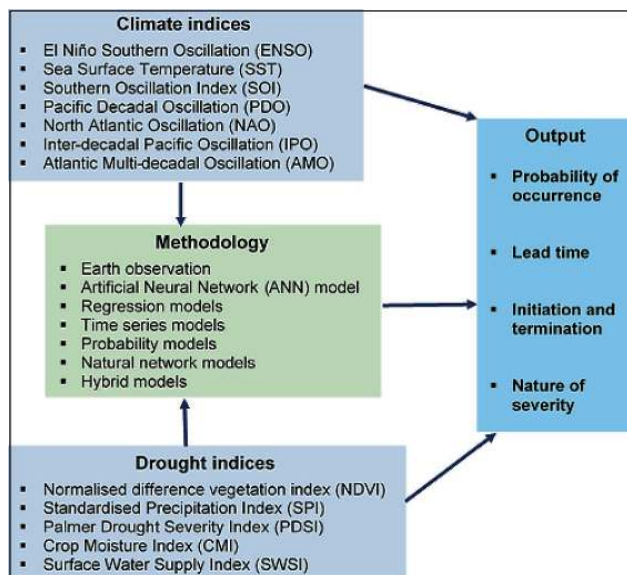 Climate indices
▪ El Niño Southern Oscillation (ENSO)
▪ Sea Surface Temperature (SST)
▪ Southern Oscillation Index (SOI)
▪ Pacific Decadal Oscillation (PDO)
▪ North Atlantic Oscillation (NAO)
▪ Inter-decadal Pacific Oscillation (IPO)
▪ Atlantic Multi-decadal Oscillation (AMO)
Methodology
▪ Earth observation
▪ Artificial Neural Network (ANN) model
▪ Regression models
▪ Time series models
▪ Probability models
▪ Natural network models
▪ Hybrid models
Drought indices
▪ Normalised difference vegetation index (NDVI)
▪ Standardised Precipitation Index (SPI)
▪ Palmer Drought Severity Index (PDSI)
▪ Crop Moisture Index (CMI)
▪ Surface Water Supply Index (SWSI)
Output
▪ Probability of
occurrence
▪ Lead time
▪ Initiation and
termination
▪ Nature of
severity